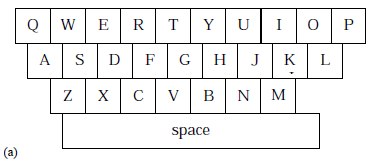 Q W E R T Y U I O P
A S D F G H J K L
Z X C V B N M
space
(a)